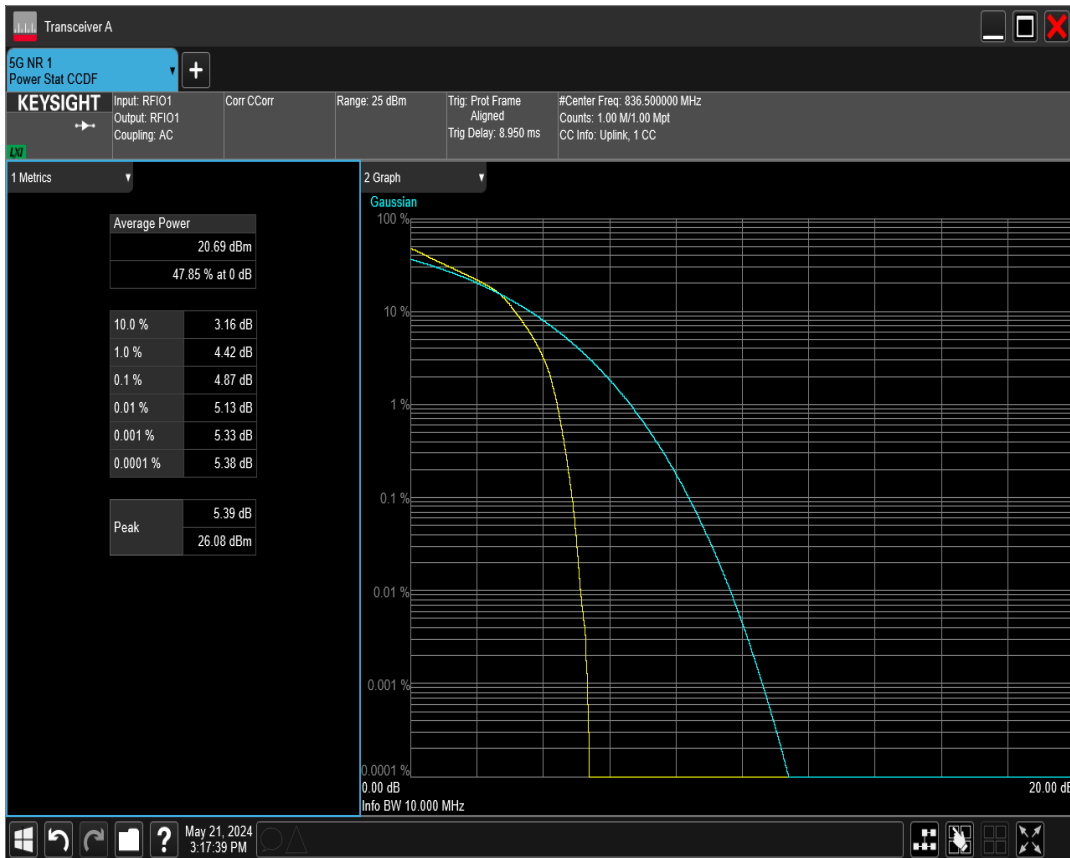 Transceiver A
5G NR 1
Power Stat CCDF
KEYSIGHT
LXI
Input: RFIO1
Output: RFIO1
Coupling: AC
Corr CCorr
Range: 25 dBm
Trig: Prot Frame
Aligned
Trig Delay: 8.950 ms
#Center Freq: 836.500000 MHz
Counts: 1.00 M/1.00 Mpt
CC Info: Uplink, 1 CC
1 Metrics
Average Power
20.69 dBm
47.85 % at 0 dB
10.0 % 3.16 dB
1.0 % 4.42 dB
0.1 % 4.87 dB
0.01 % 5.13 dB
0.001 % 5.33 dB
0.0001 % 5.38 dB
Peak
5.39 dB
26.08 dBm
2 Graph
Gaussian
100 %
10 %
1 %
0.1 %
0.01 %
0.001 %
0.0001 %
0.00 dB 20.00 dB
Info BW 10.000 MHz
May 21, 2024
3:17:39 PM